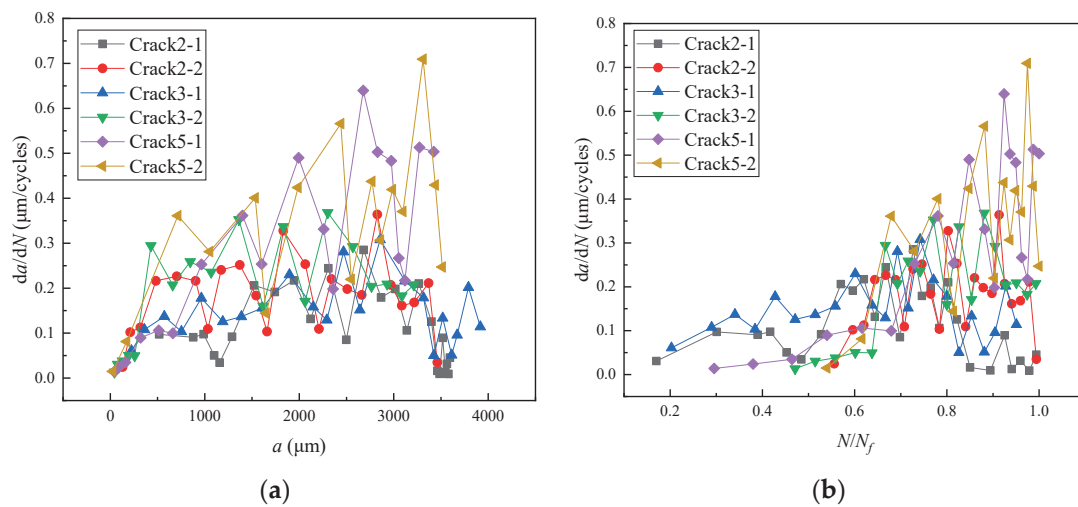 0.8
0.7
0.6
0.5
0.4
0.3
0.2
0.1
0.0
da/dN (μm/cycles)
Crack2-1
Crack2-2
Crack3-1
Crack3-2
Crack5-1
Crack5-2
0 1000 2000 3000 4000
a (μm)
(a)
0.8
0.7
0.6
0.5
0.4
0.3
0.2
0.1
0.0
da/dN (μm/cycles)
Crack2-1
Crack2-2
Crack3-1
Crack3-2
Crack5-1
Crack5-2
0.2 0.4 0.6 0.8 1.0
N/Nf
(b)